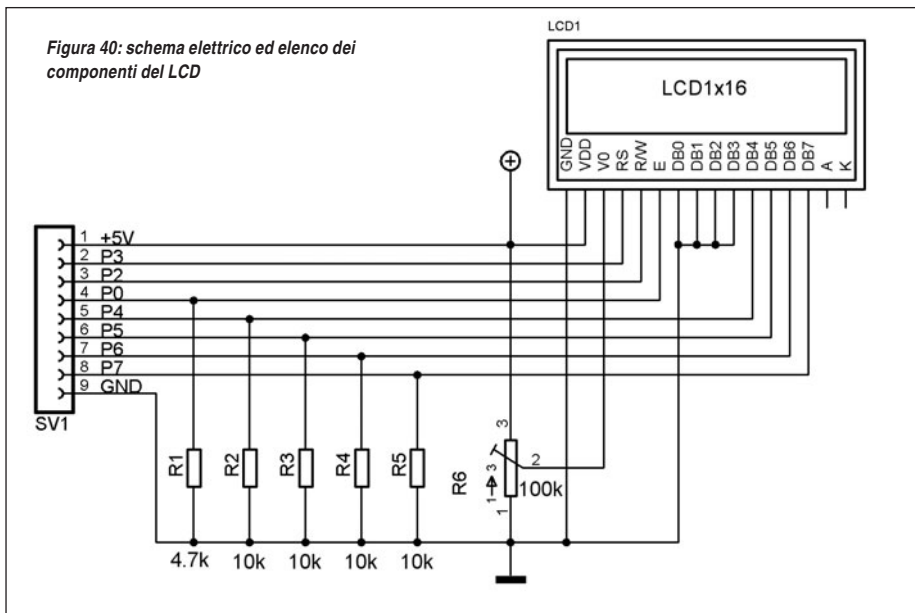 Figura 40: schema elettrico ed elenco dei
componenti del LCD
LCD1
LCD1x16
GND
VDD
V0
RS
R/W
E
DB0
DB1
DB2
DB3
DB4
DB5
DB6
DB7
A
K
1 +5V
2 P3
3 P2
4 P0
5 P4
6 P5
7 P6
8 P7
9 GND
SV1
R1
R2
R3
R4
R5
R6
3
2
1
1 3
100k
4.7k
10k
10k
10k
10k